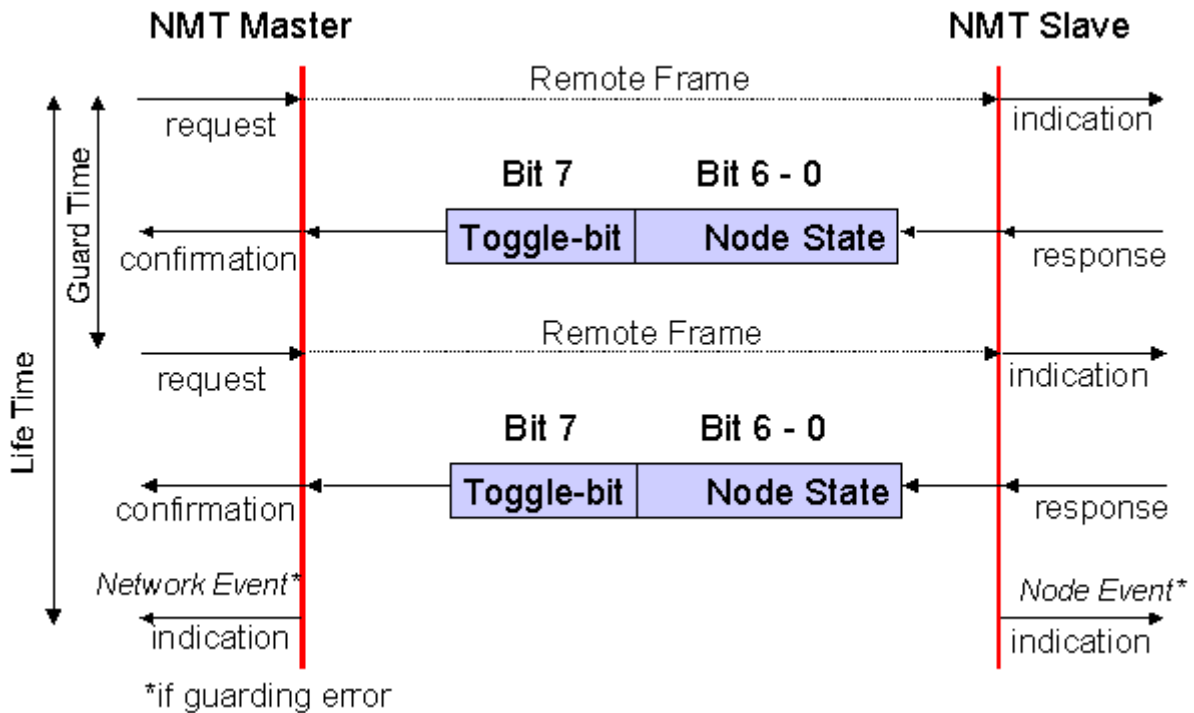 NMT Master NMT Slave
Remote Frame
request indication
Bit 7 Bit 6 - 0
Toggle-bit Node State
confirmation response
Guard Time
Life Time
Remote Frame
request indication
Bit 7 Bit 6 - 0
Toggle-bit Node State
confirmation response
Network Event* Node Event*
indication indication
*if guarding error